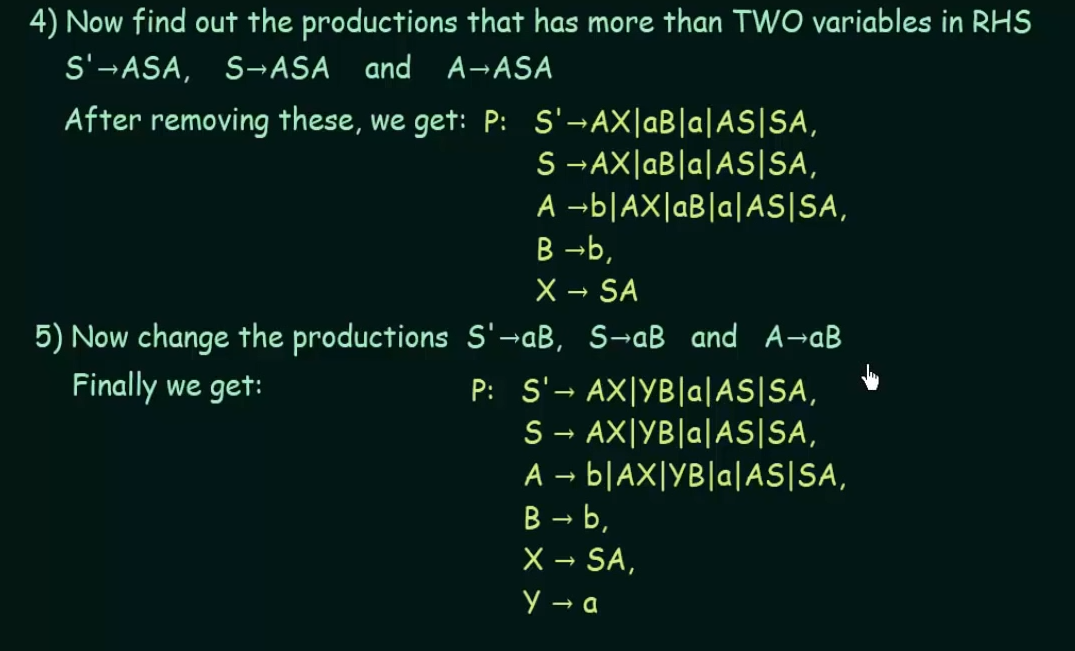 4) Now find out the productions that has more than TWO variables in RHS
S'→ASA, S→ASA and A→ASA
After removing these, we get: P: S'→AX|aB|a|AS|SA,
S →AX|aB|a|AS|SA,
A →b|AX|aB|a|AS|SA,
B →b,
X → SA
5) Now change the productions S'→aB, S→aB and A→aB
Finally we get: P: S'→ AX|YB|a|AS|SA,
S → AX|YB|a|AS|SA,
A → b|AX|YB|a|AS|SA,
B → b,
X → SA,
Y → a